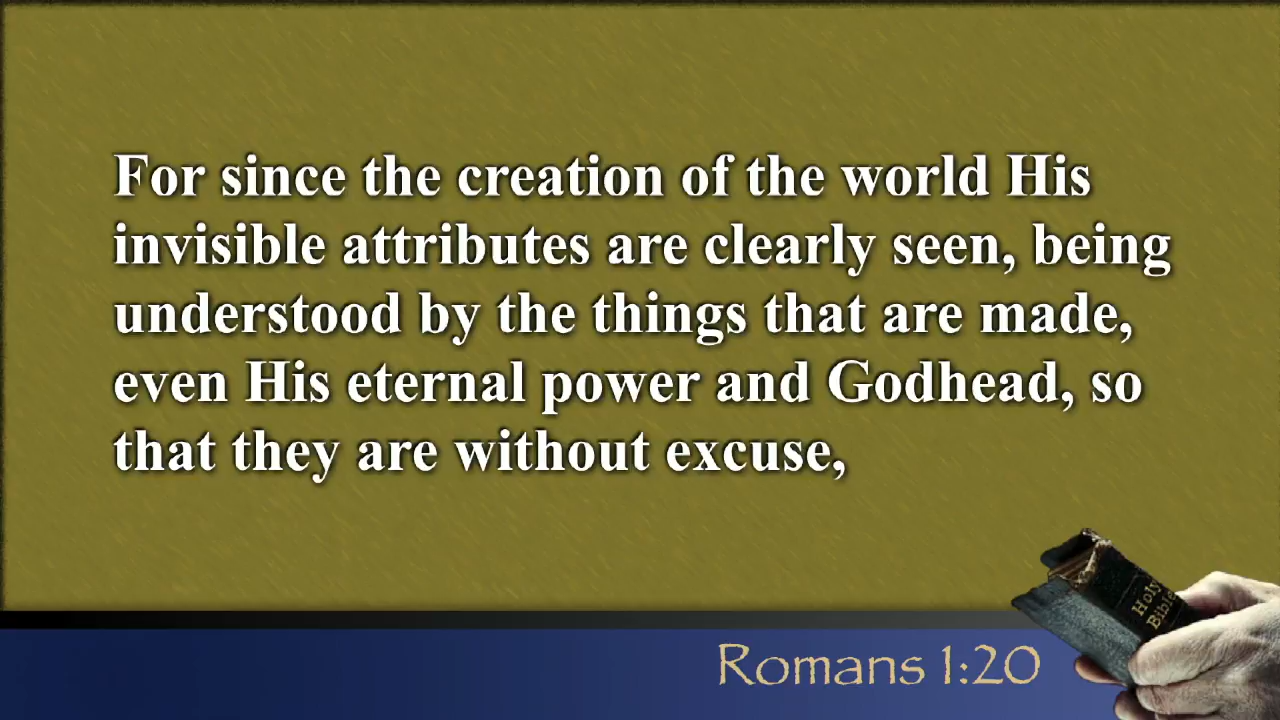 For since the creation of the world His
invisible attributes are clearly seen, being
understood by the things that are made,
even His eternal power and Godhead, so
that they are without excuse,
Holy
Bible
Romans 1:20